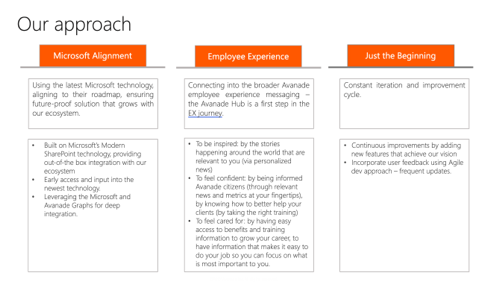 Our approach
Microsoft Alignment
Using the latest Microsoft technology,
aligning to their roadmap, ensuring
future-proof solution that grows with
our ecosystem.
• Built on Microsoft's Modern
SharePoint technology, providing
out-of-the box integration with our
ecosystem
• Early access and input into the
newest technology.
• Leveraging the Microsoft and
Avanade Graphs for deep
integration.
Employee Experience
Connecting into the broader Avanade
employee experience messaging –
the Avanade Hub is a first step in the
EX journey.
• To be inspired: by the stories
happening around the world that are
relevant to you (via personalized
news)
• To feel confident: by being informed
Avanade citizens (through relevant
news and metrics at your fingertips),
by knowing how to better help your
clients (by taking the right training)
• To feel cared for: by having easy
access to benefits and training
information to grow your career, to
have information that makes it easy to
do your job so you can focus on what
is most important to you.
Just the Beginning
Constant iteration and improvement
cycle.
• Continuous improvements by adding
new features that achieve our vision
• Incorporate user feedback using Agile
dev approach – frequent updates.